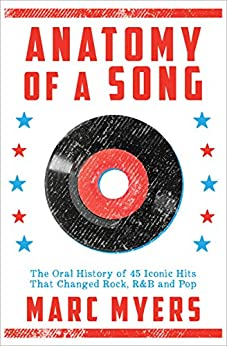 ANATOMY
OF A SONG
The Oral History of 45 Iconic Hits
That Changed Rock, R&B and Pop
MARC MYERS